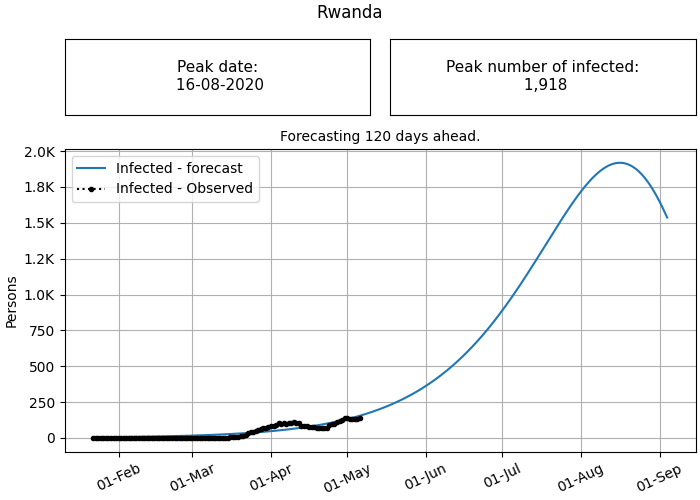 Rwanda
Peak date:
16-08-2020
Peak number of infected:
1,918
Forecasting 120 days ahead.
Infected - forecast
Infected - Observed
Persons
2.0K
1.8K
1.5K
1.2K
1.0K
750
500
250
0
01-Feb
01-Mar
01-Apr
01-May
01-Jun
01-Jul
01-Aug
01-Sep